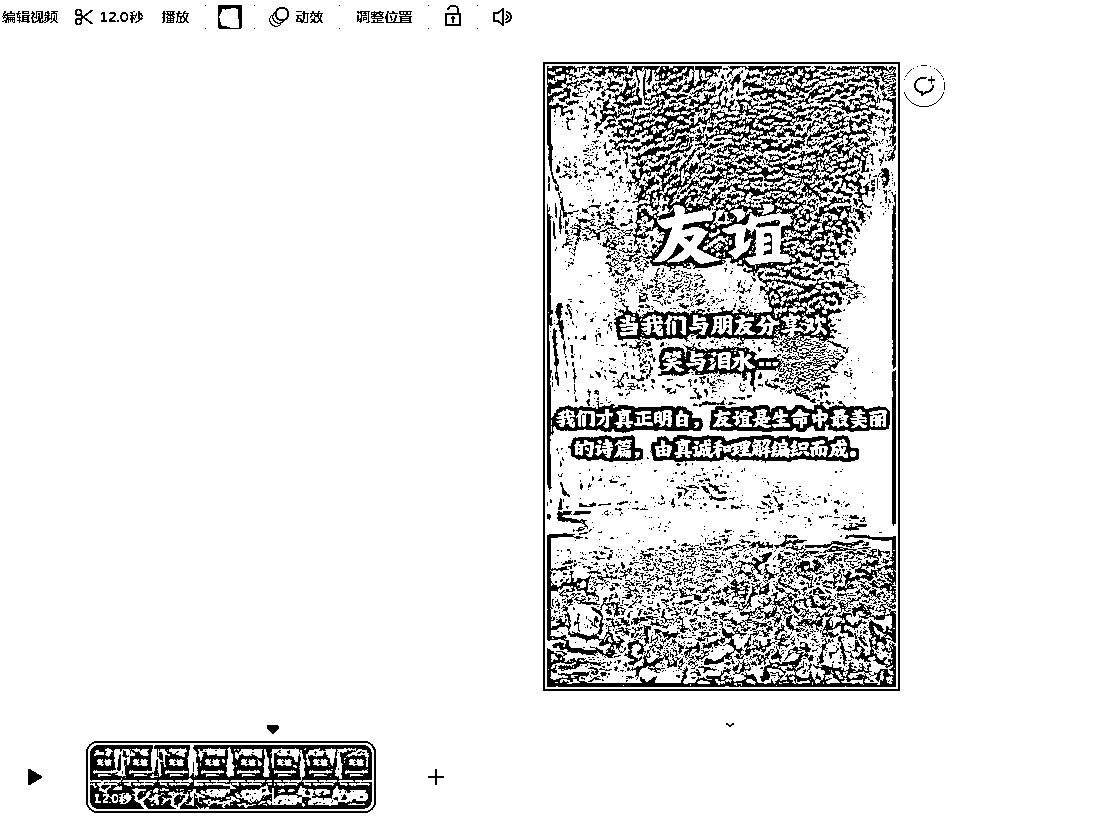 编辑视频 12.0秒 播放 动效 调整位置
友谊
当我们与朋友分享欢
笑与泪水...
我们才真正明白，友谊是生命中最美丽
的诗篇，由真诚和理解编织而成。
12.0秒